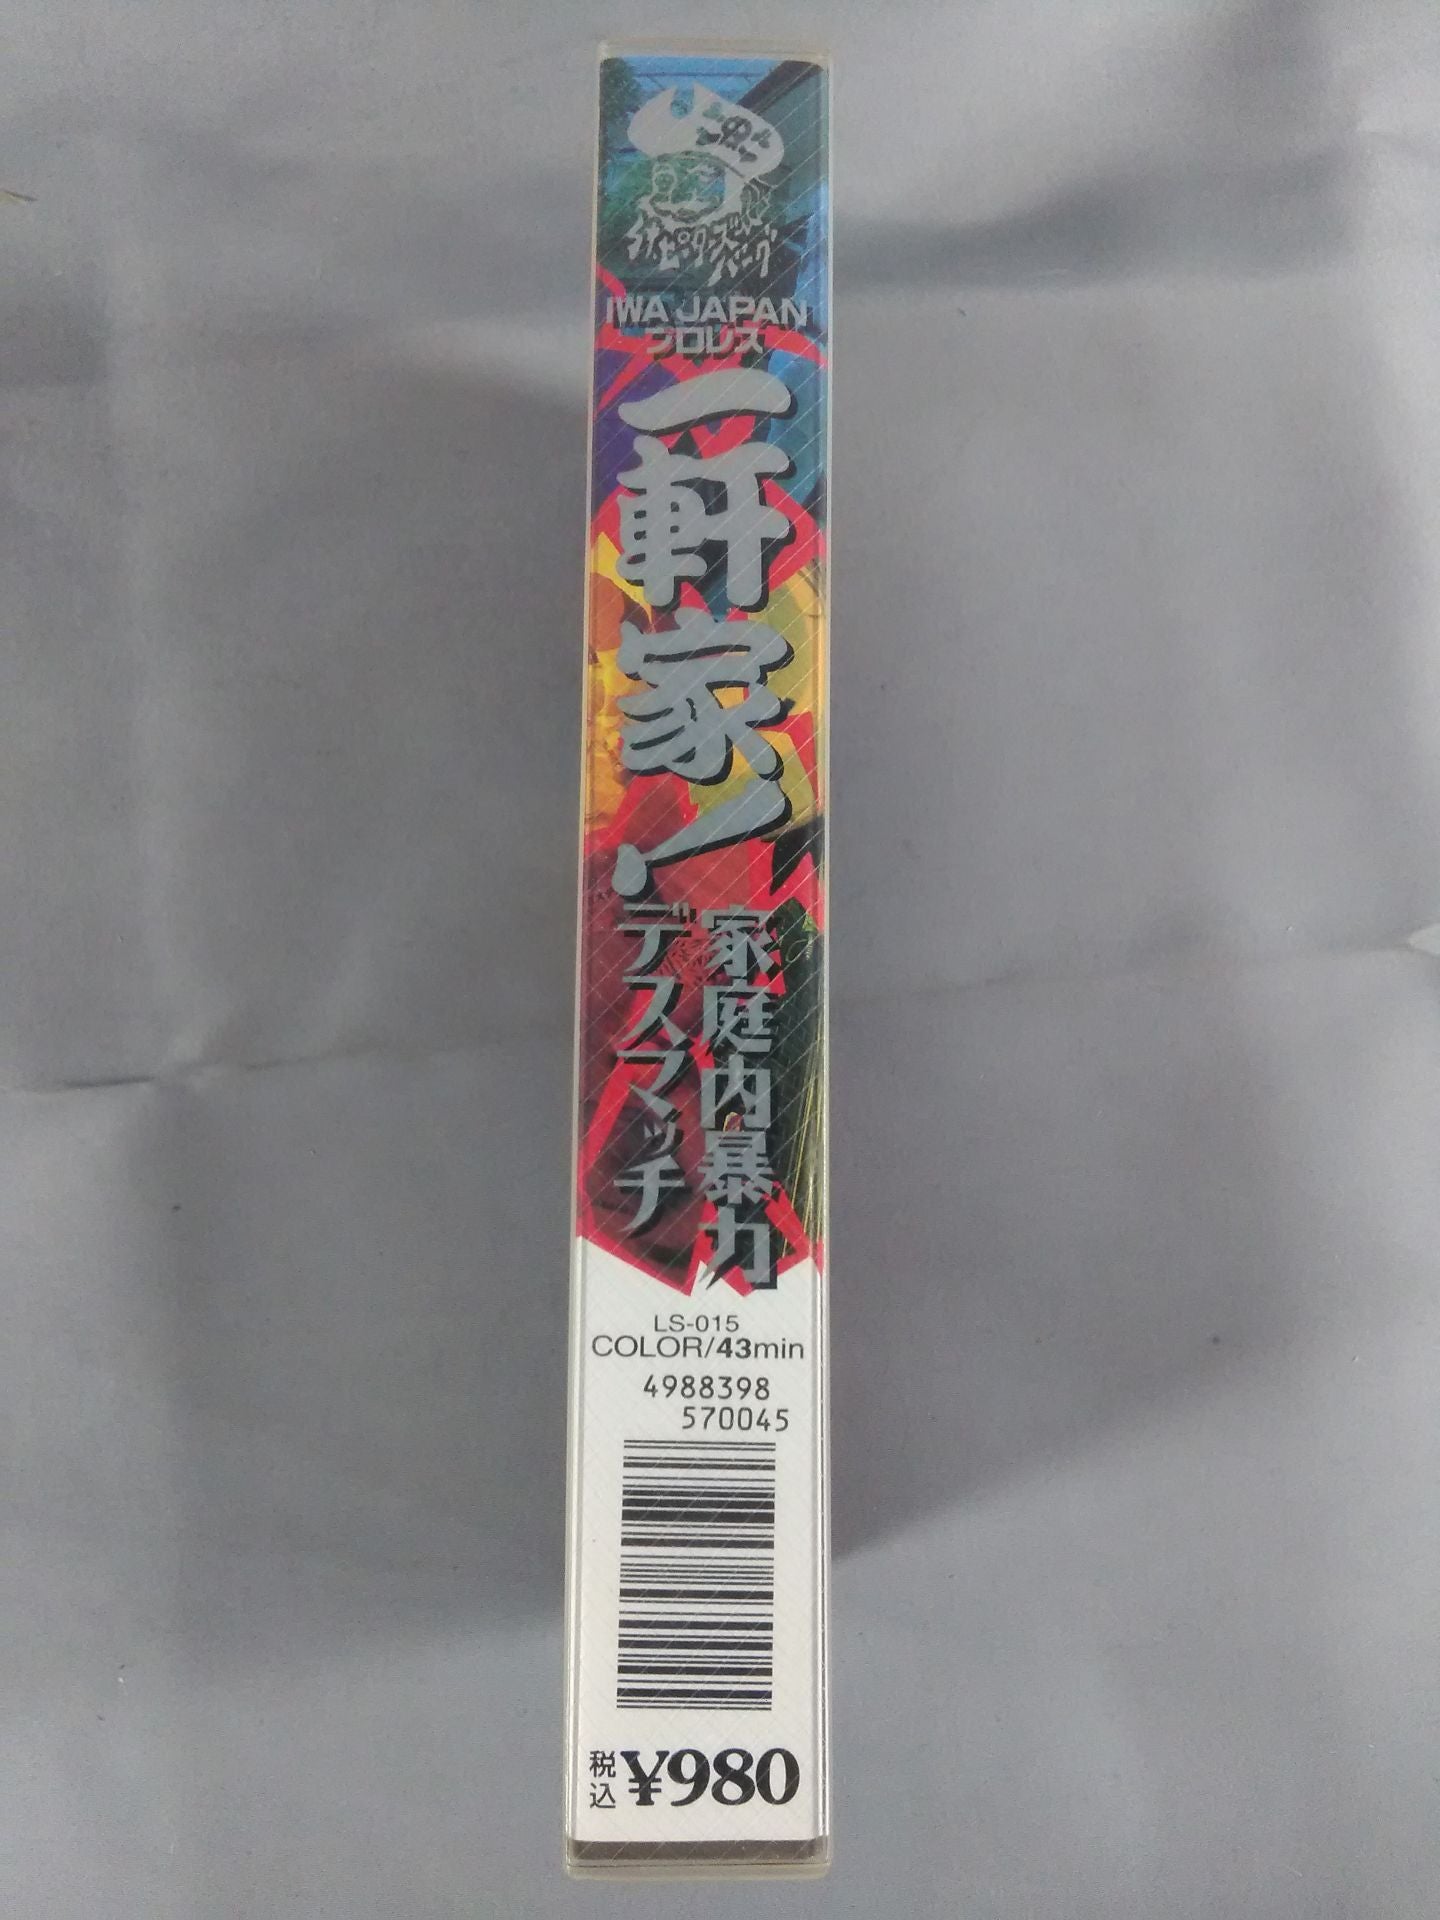 IWA JAPAN
プロレス
一軒家
家庭内暴力
デスマッチ
LS-015
COLOR/43min
4988398
570045
税込 ¥980